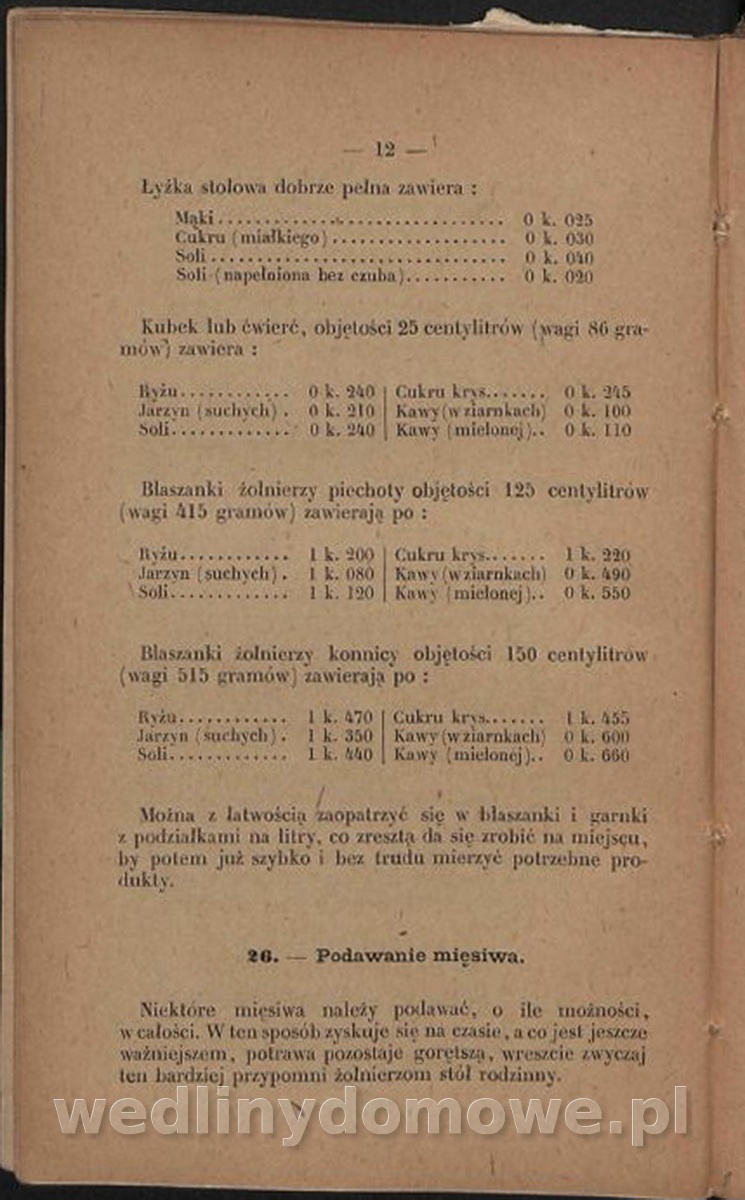 — 12 —
Łyżka stolowa dobrze pełna zawiera :
Mąki................................. 0 k. 025
Cukru (miałkiego)................... 0 k. 030
Soli................................. 0 k. 040
Soli (napełniona bez czuba)........... 0 k. 020
Kubek lub ćwierć, objętości 25 centylitrów (wagi 86 gra-
mów) zawiera :
Ryżu............ 0 k. 240 | Cukru krys....... 0 k. 245
Jarzyn (suchych) . 0 k. 210 | Kawy (w ziarnkach) 0 k. 100
Soli............. 0 k. 240 | Kawy (mielonej).. 0 k. 110
Blaszanki żołnierzy piechoty objętości 125 centylitrów
(wagi 415 gramów) zawierają po :
Ryżu............ 1 k. 200 | Cukru krys....... 1 k. 220
Jarzyn (suchych) . 1 k. 080 | Kawy (w ziarnkach) 0 k. 490
Soli............. 1 k. 120 | Kawy (mielonej).. 0 k. 550
Blaszanki żołnierzy konnicy objętości 150 centylitrów
(wagi 515 gramów) zawierają po :
Ryżu............ 1 k. 470 | Cukru krys....... 1 k. 455
Jarzyn (suchych) . 1 k. 350 | Kawy (w ziarnkach) 0 k. 600
Soli............. 1 k. 440 | Kawy (mielonej).. 0 k. 660
Można z łatwością zaopatrzyć się w blaszanki i garnki
z podziałkami na litry, co zresztą da się zrobić na miejscu,
by potem już szybko i bez trudu mierzyć potrzebne pro-
dukty.
26. — Podawanie mięsiwa.
Niektóre mięsiwa należy podawać, o ile możności,
w całości. W ten sposób zyskuje się na czasie, a co jest jeszcze
ważniejszem, potrawa pozostaje gorętszą, wreszcie zwyczaj
ten bardziej przypomni żołnierzom stół rodzinny.
wedlinydomowe.pl